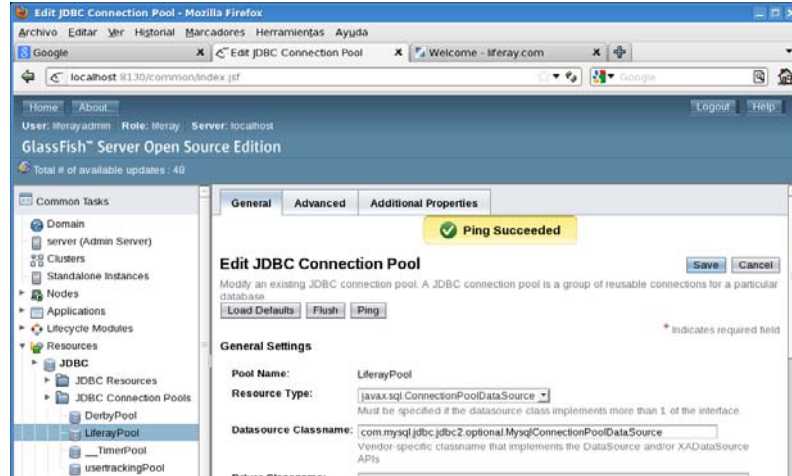 Edit JDBC Connection Pool - Mozilla Firefox
Archivo Editar Ver Historial Marcadores Herramientas Ayuda
Google
Edit JDBC Connection Pool
Welcome - liferay.com
localhost:8130/common/index.jsf
Google
Home About...
Logout Help
User: liferayadmin Role: liferay Server: localhost
GlassFish™ Server Open Source Edition
Total # of available updates : 40
Common Tasks
Domain
server (Admin Server)
Clusters
Standalone Instances
Nodes
Applications
Lifecycle Modules
Resources
JDBC
JDBC Resources
JDBC Connection Pools
DerbyPool
LiferayPool
__TimerPool
usertrackingPool
General Advanced Additional Properties
Ping Succeeded
Edit JDBC Connection Pool
Save Cancel
Modify an existing JDBC connection pool. A JDBC connection pool is a group of reusable connections for a particular
database.
Load Defaults Flush Ping
* Indicates required field
General Settings
Pool Name: LiferayPool
Resource Type: javax.sql.ConnectionPoolDataSource
Must be specified if the datasource class implements more than 1 of the interface.
Datasource Classname: com.mysql.jdbc.jdbc2.optional.MysqlConnectionPoolDataSource
Vendor-specific classname that implements the DataSource and/or XADataSource
APIs
Driver Classname: